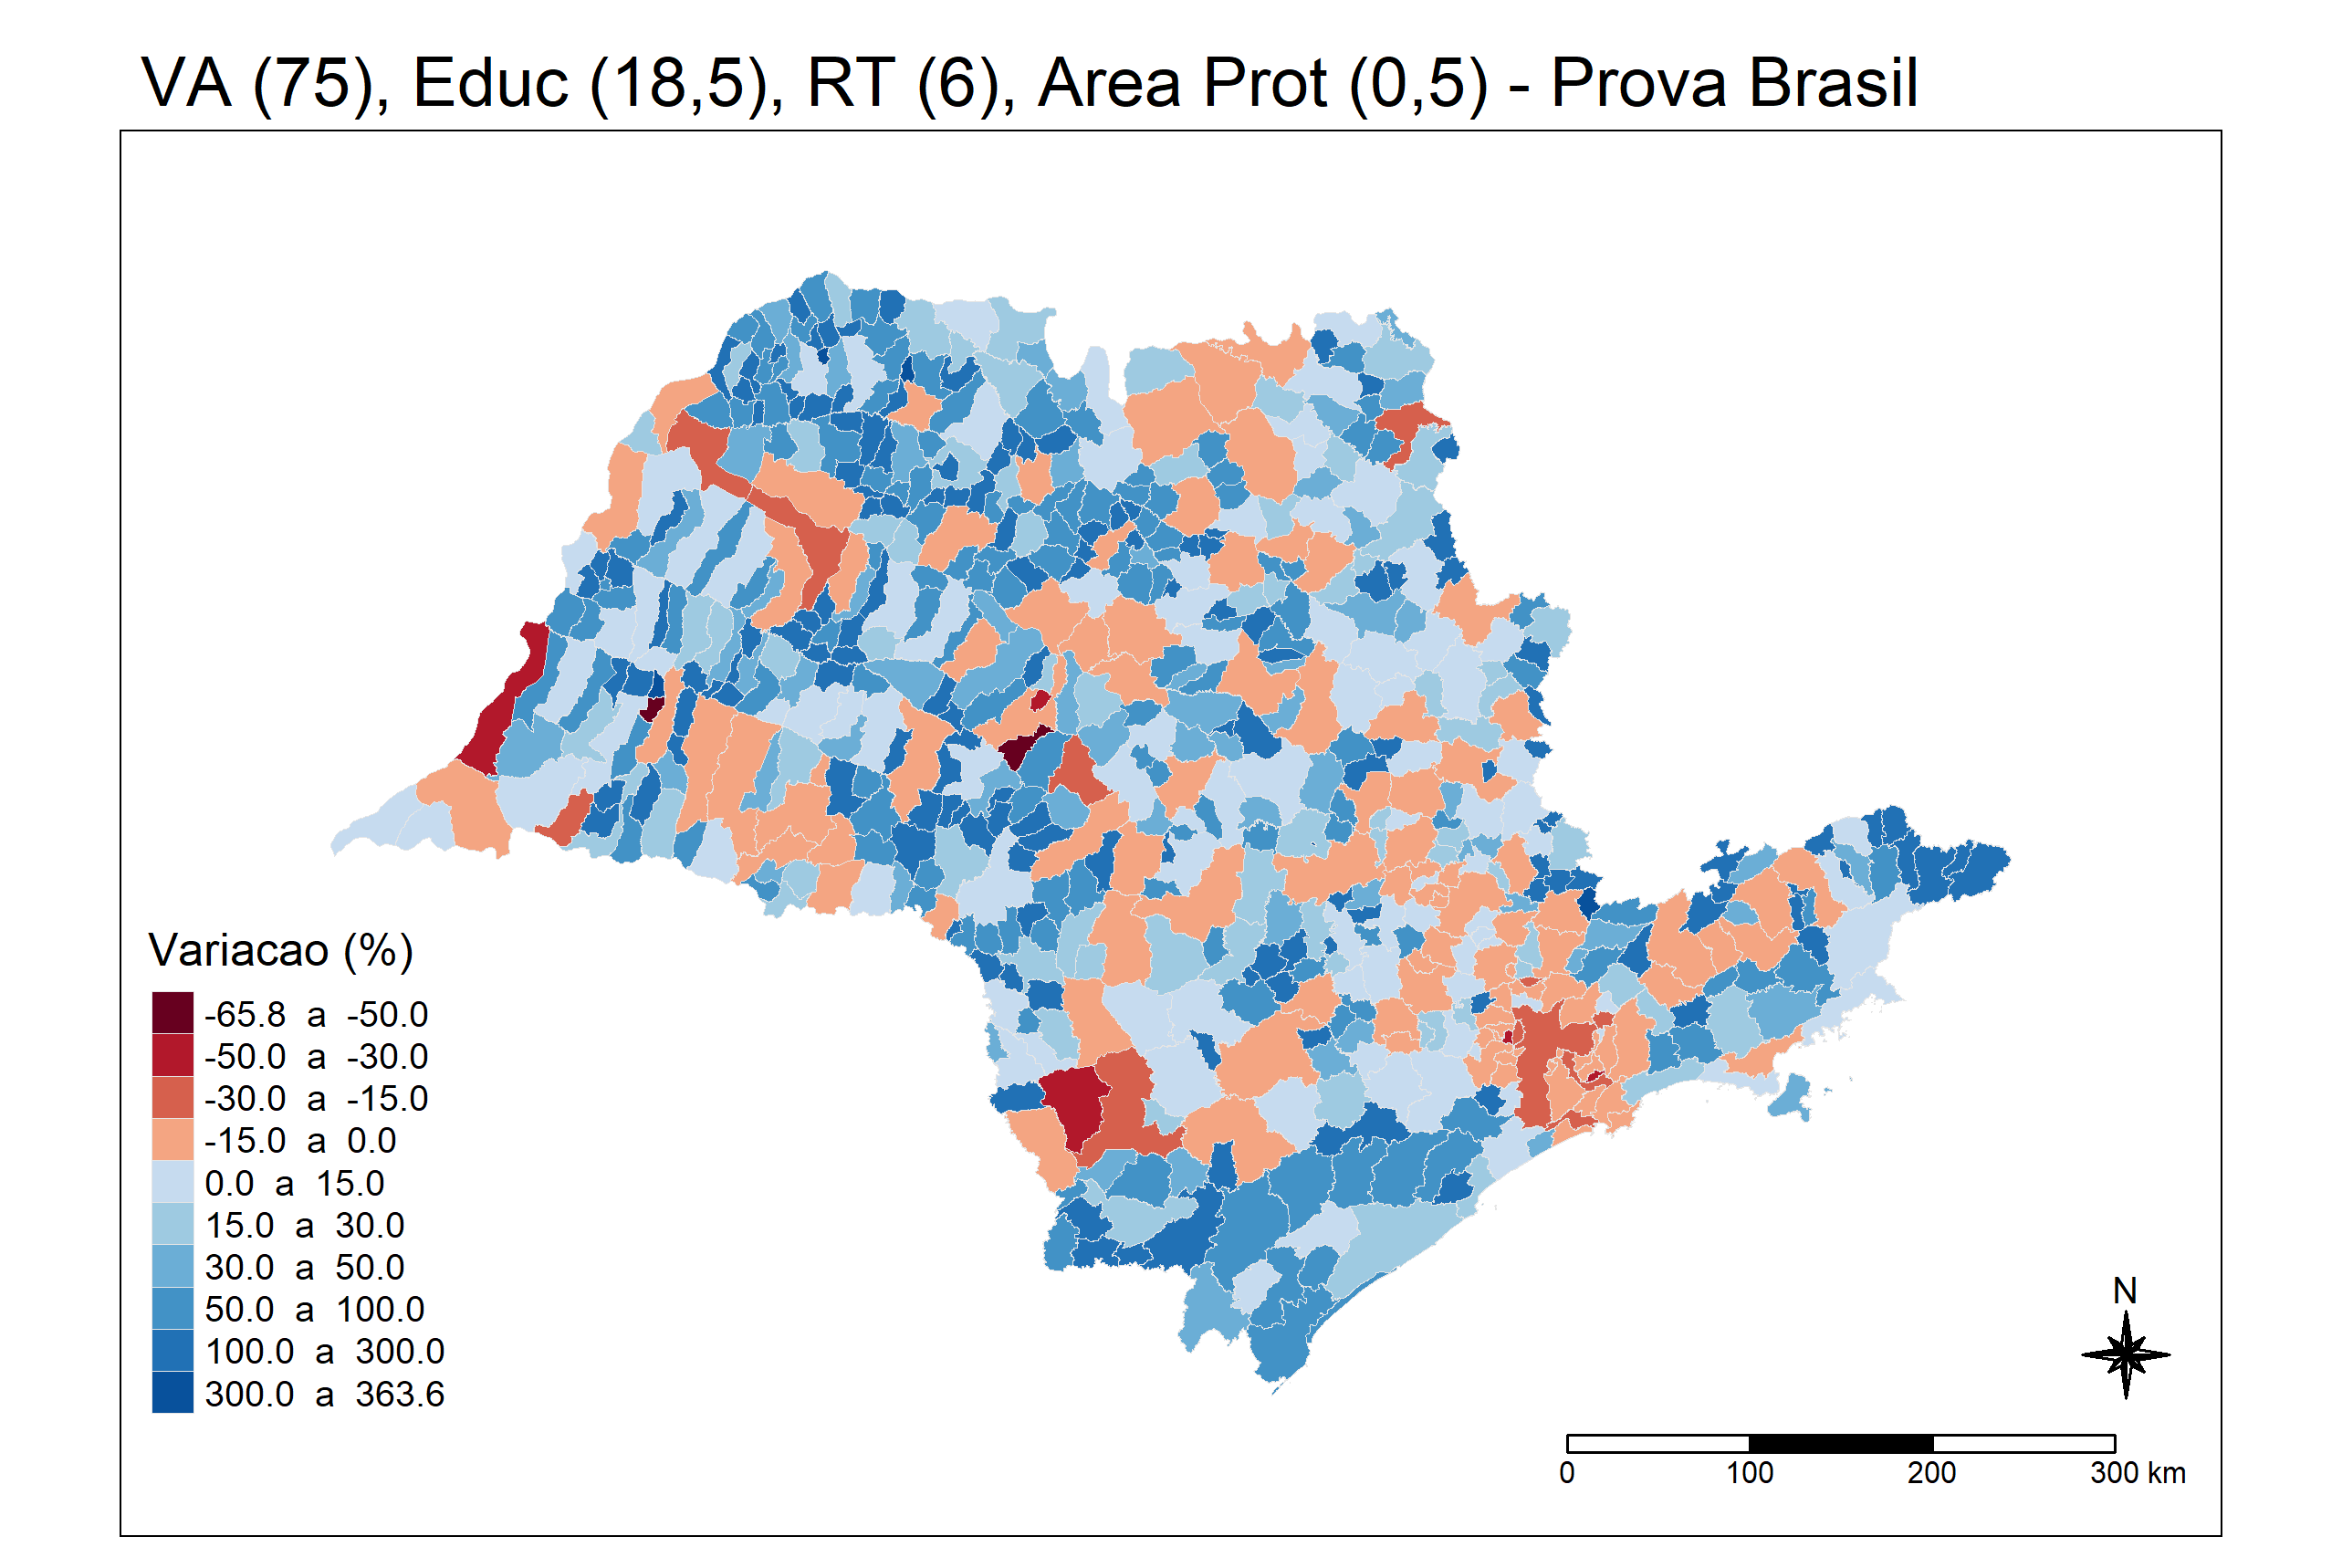 VA (75), Educ (18,5), RT (6), Area Prot (0,5) - Prova Brasil
Variacao (%)
-65.8 a -50.0
-50.0 a -30.0
-30.0 a -15.0
-15.0 a 0.0
0.0 a 15.0
15.0 a 30.0
30.0 a 50.0
50.0 a 100.0
100.0 a 300.0
300.0 a 363.6
N
0 100 200 300 km